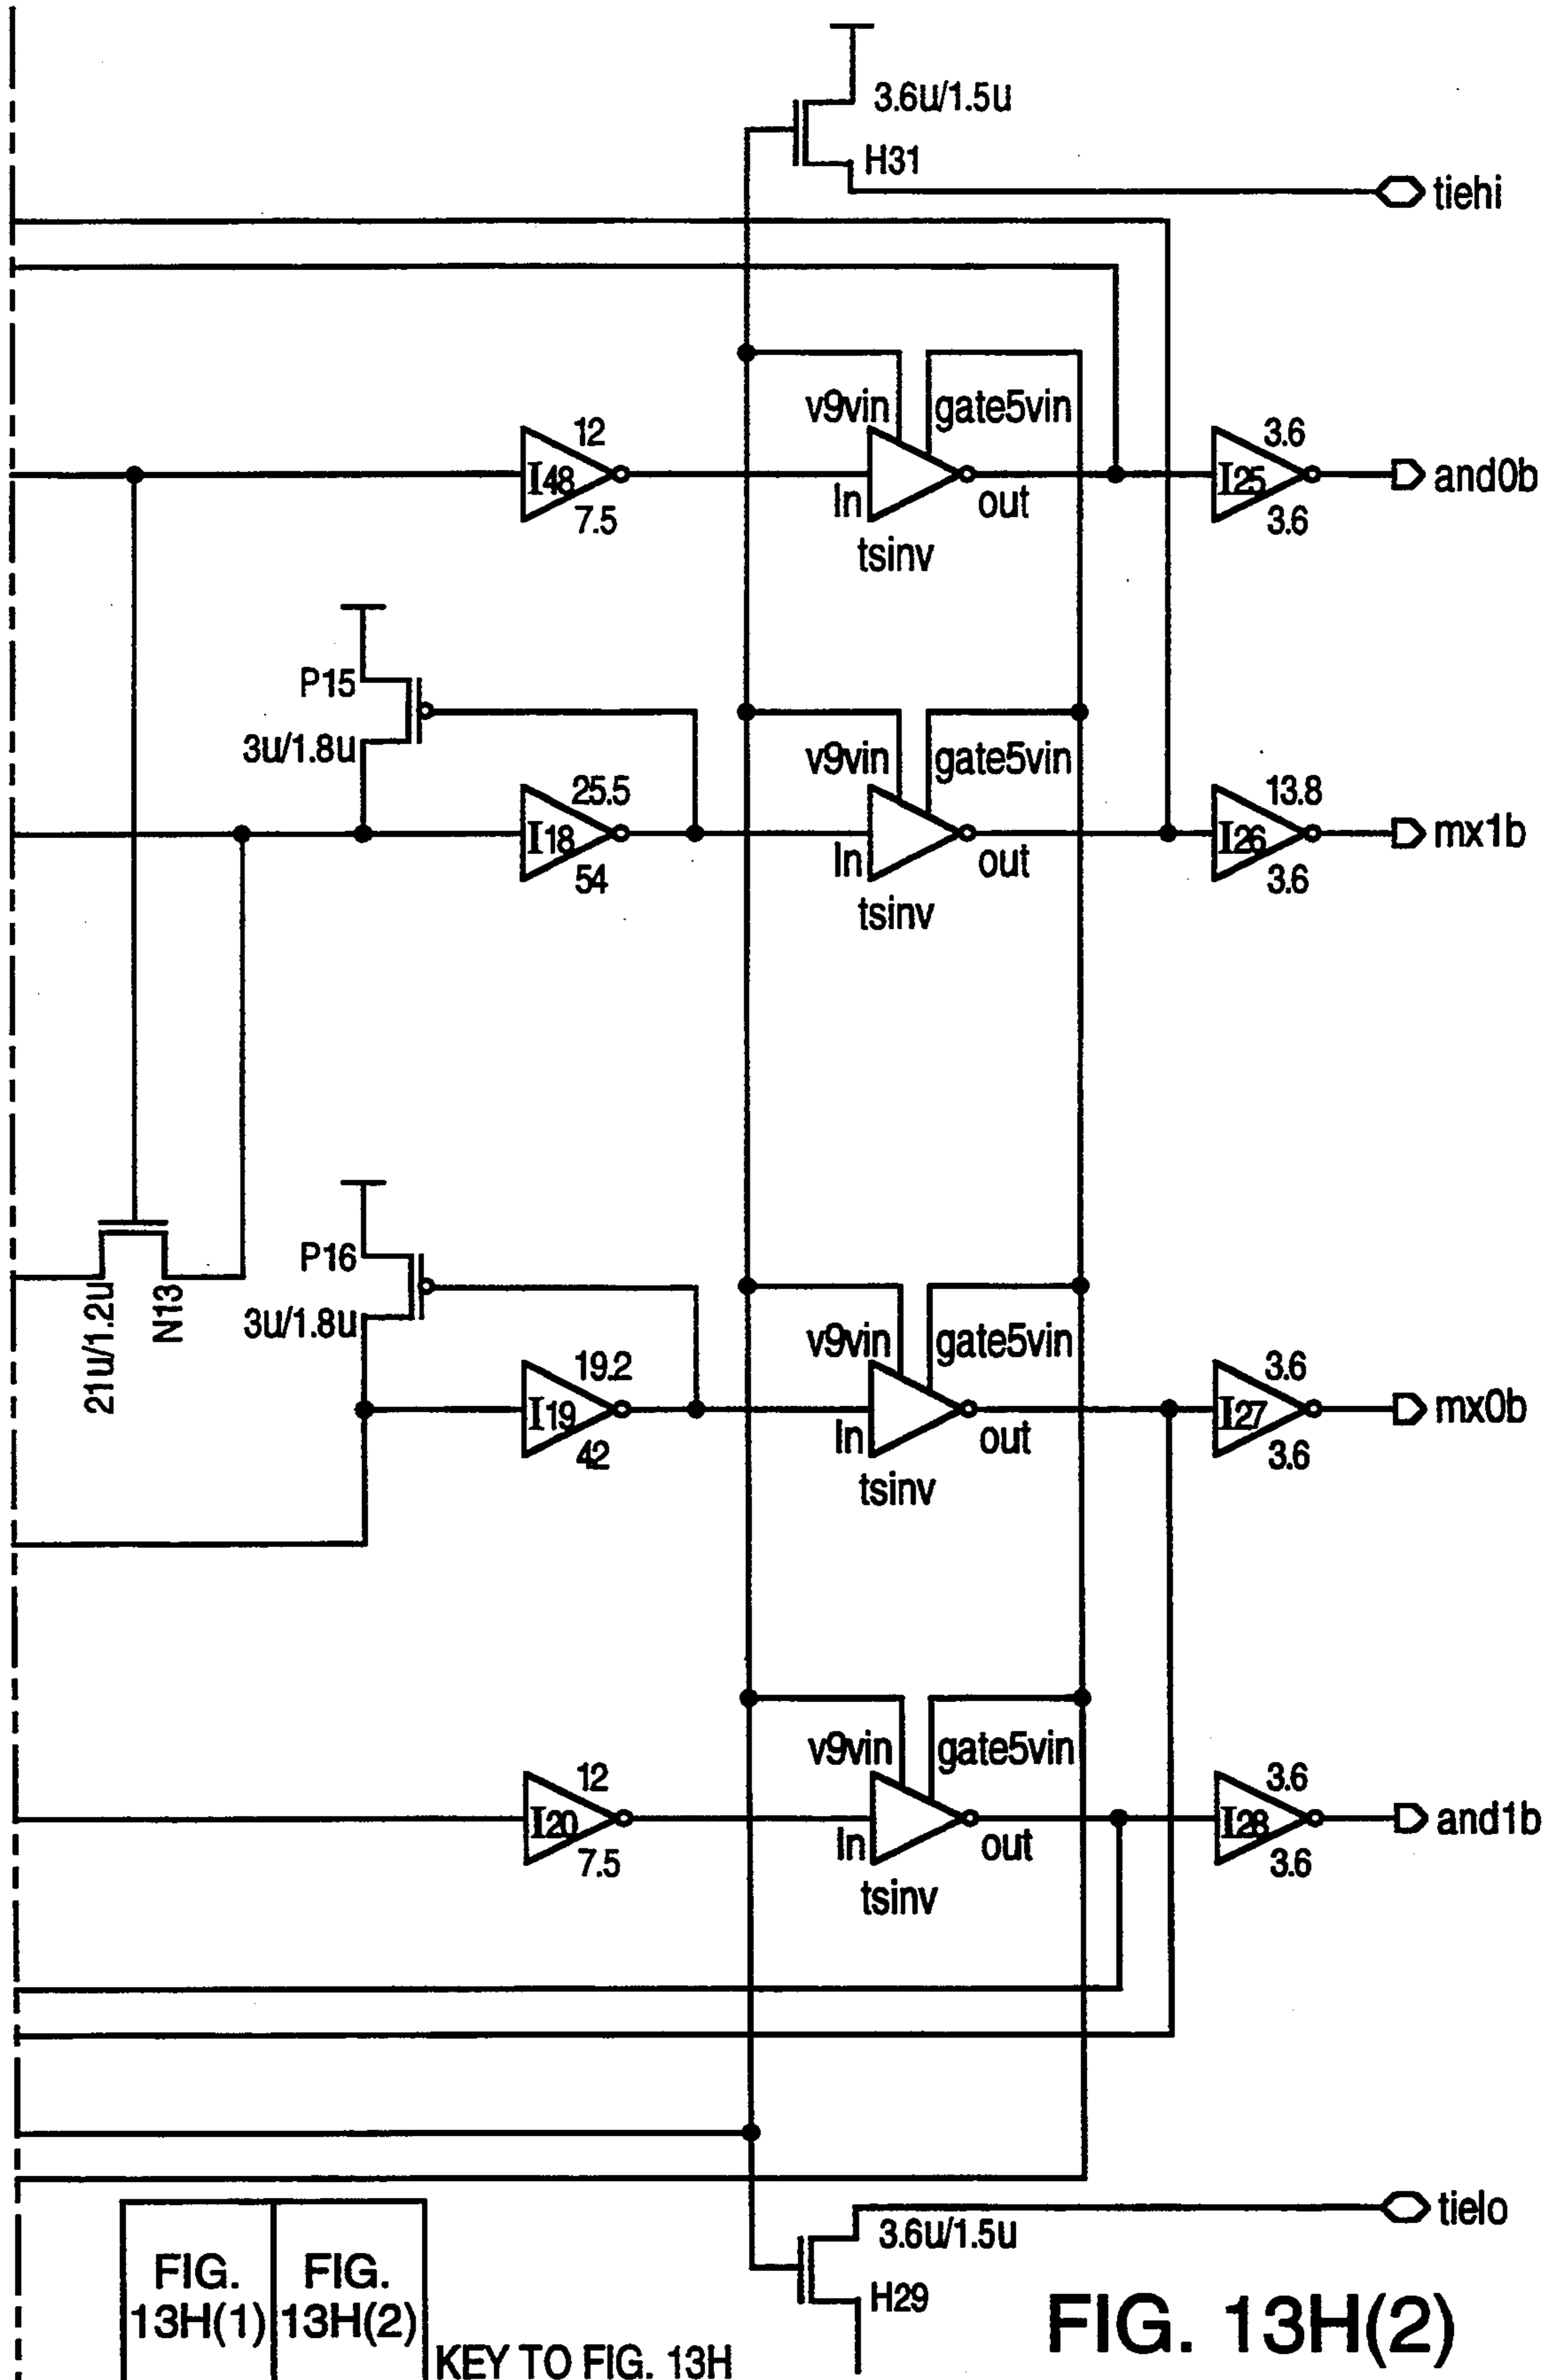 3.6u/1.5u
H31
tiehi
v9vin
gate5vin
12
I48
7.5
In
out
tsinv
3.6
I25
3.6
and0b
P15
3u/1.8u
v9vin
gate5vin
25.5
I18
54
In
out
tsinv
13.8
I26
3.6
mx1b
21u/1.2u
N13
P16
3u/1.8u
v9vin
gate5vin
19.2
I19
42
In
out
tsinv
3.6
I27
3.6
mx0b
v9vin
gate5vin
12
I20
7.5
In
out
tsinv
3.6
I28
3.6
and1b
tielo
3.6u/1.5u
H29
FIG.
13H(1)
FIG.
13H(2)
KEY TO FIG. 13H
FIG. 13H(2)